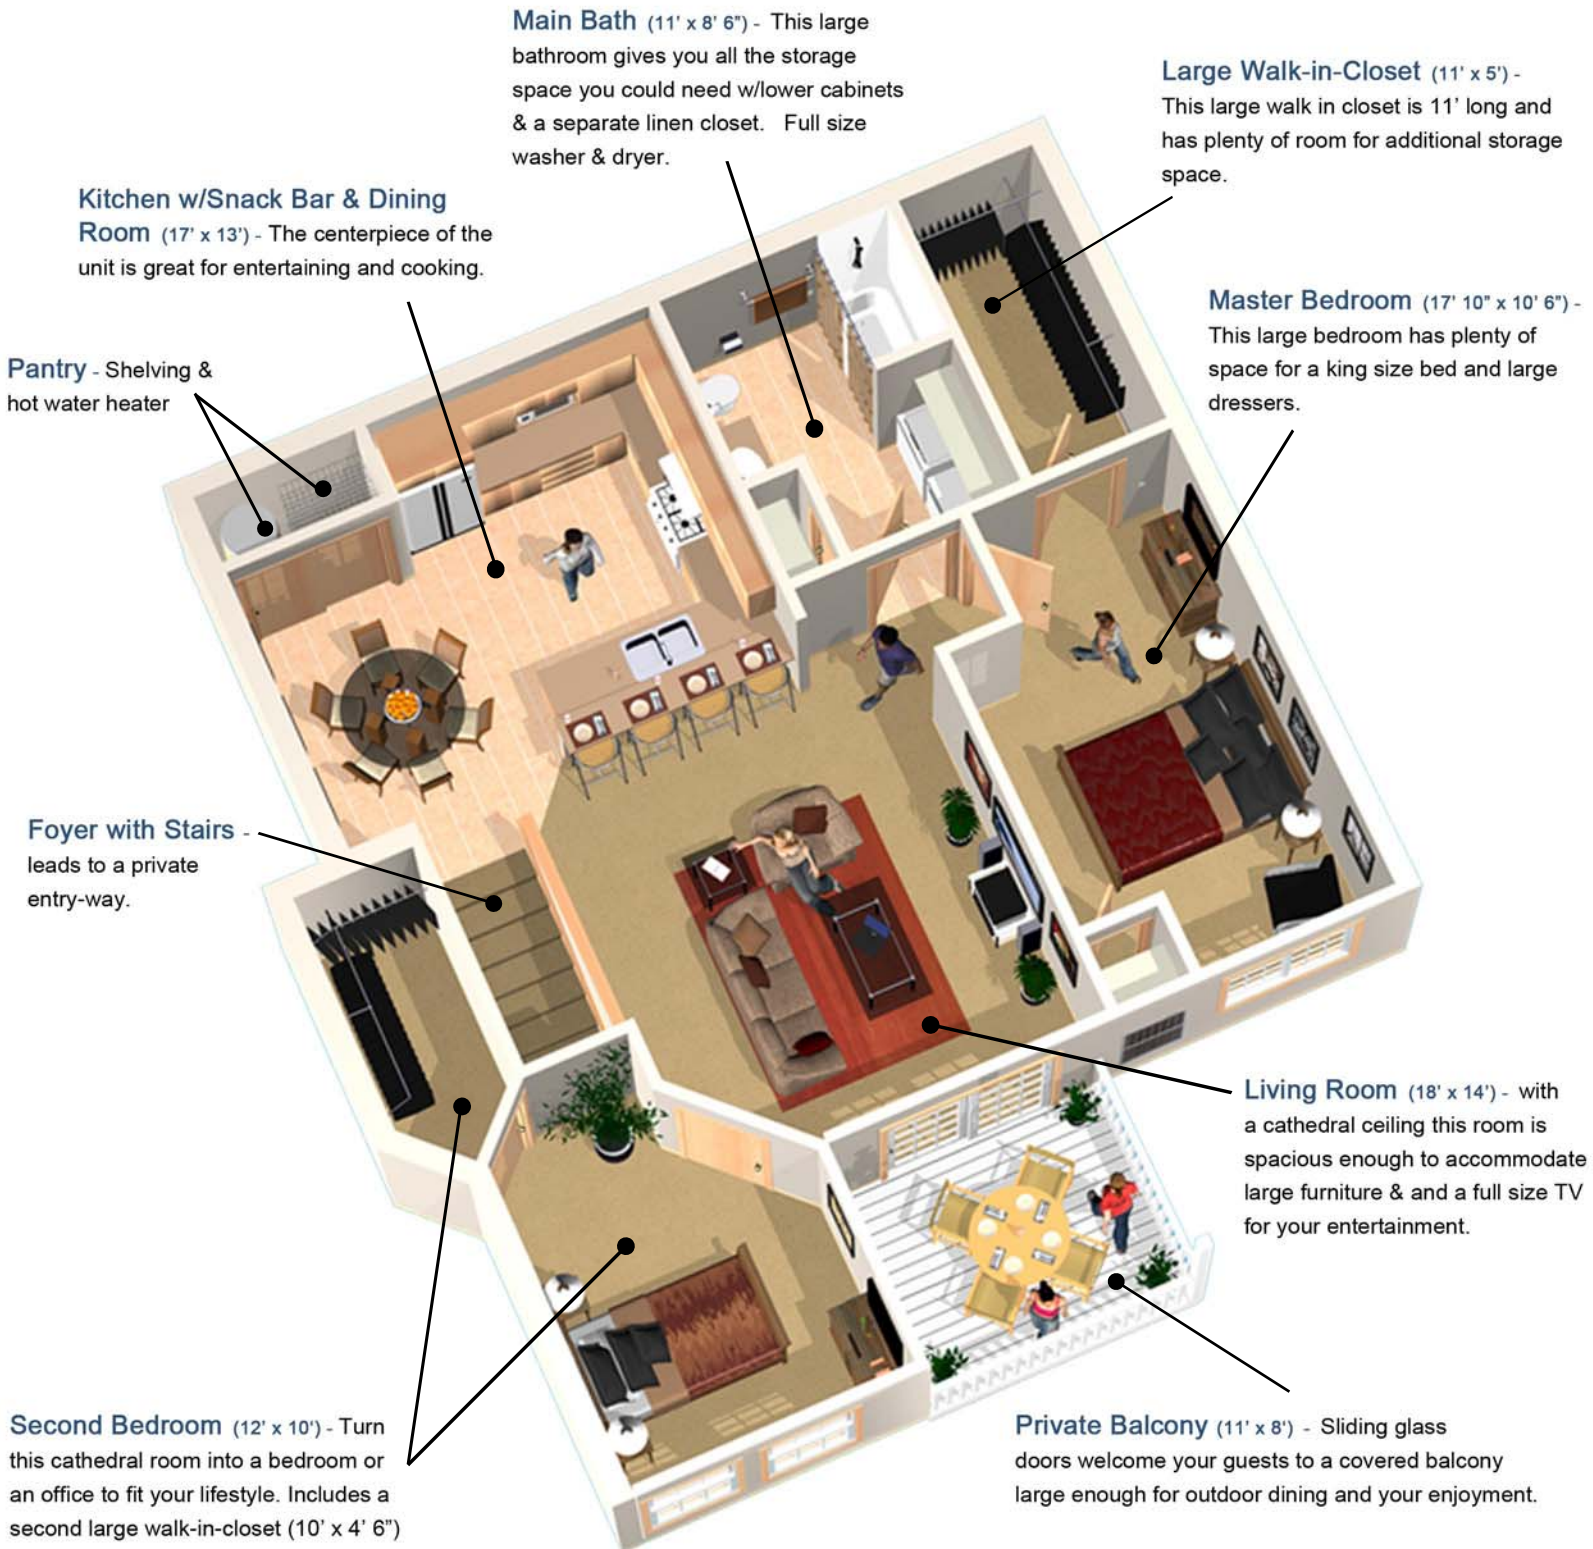 Main Bath (11' x 8' 6") - This large
bathroom gives you all the storage
space you could need w/lower cabinets
& a separate linen closet. Full size
washer & dryer.
Large Walk-in-Closet (11' x 5') -
This large walk in closet is 11' long and
has plenty of room for additional storage
space.
Kitchen w/Snack Bar & Dining
Room (17' x 13') - The centerpiece of the
unit is great for entertaining and cooking.
Master Bedroom (17' 10" x 10' 6") -
This large bedroom has plenty of
space for a king size bed and large
dressers.
Pantry - Shelving &
hot water heater
Foyer with Stairs -
leads to a private
entry-way.
Living Room (18' x 14') - with
a cathedral ceiling this room is
spacious enough to accommodate
large furniture & and a full size TV
for your entertainment.
Second Bedroom (12' x 10') - Turn
this cathedral room into a bedroom or
an office to fit your lifestyle. Includes a
second large walk-in-closet (10' x 4' 6")
Private Balcony (11' x 8') - Sliding glass
doors welcome your guests to a covered balcony
large enough for outdoor dining and your enjoyment.